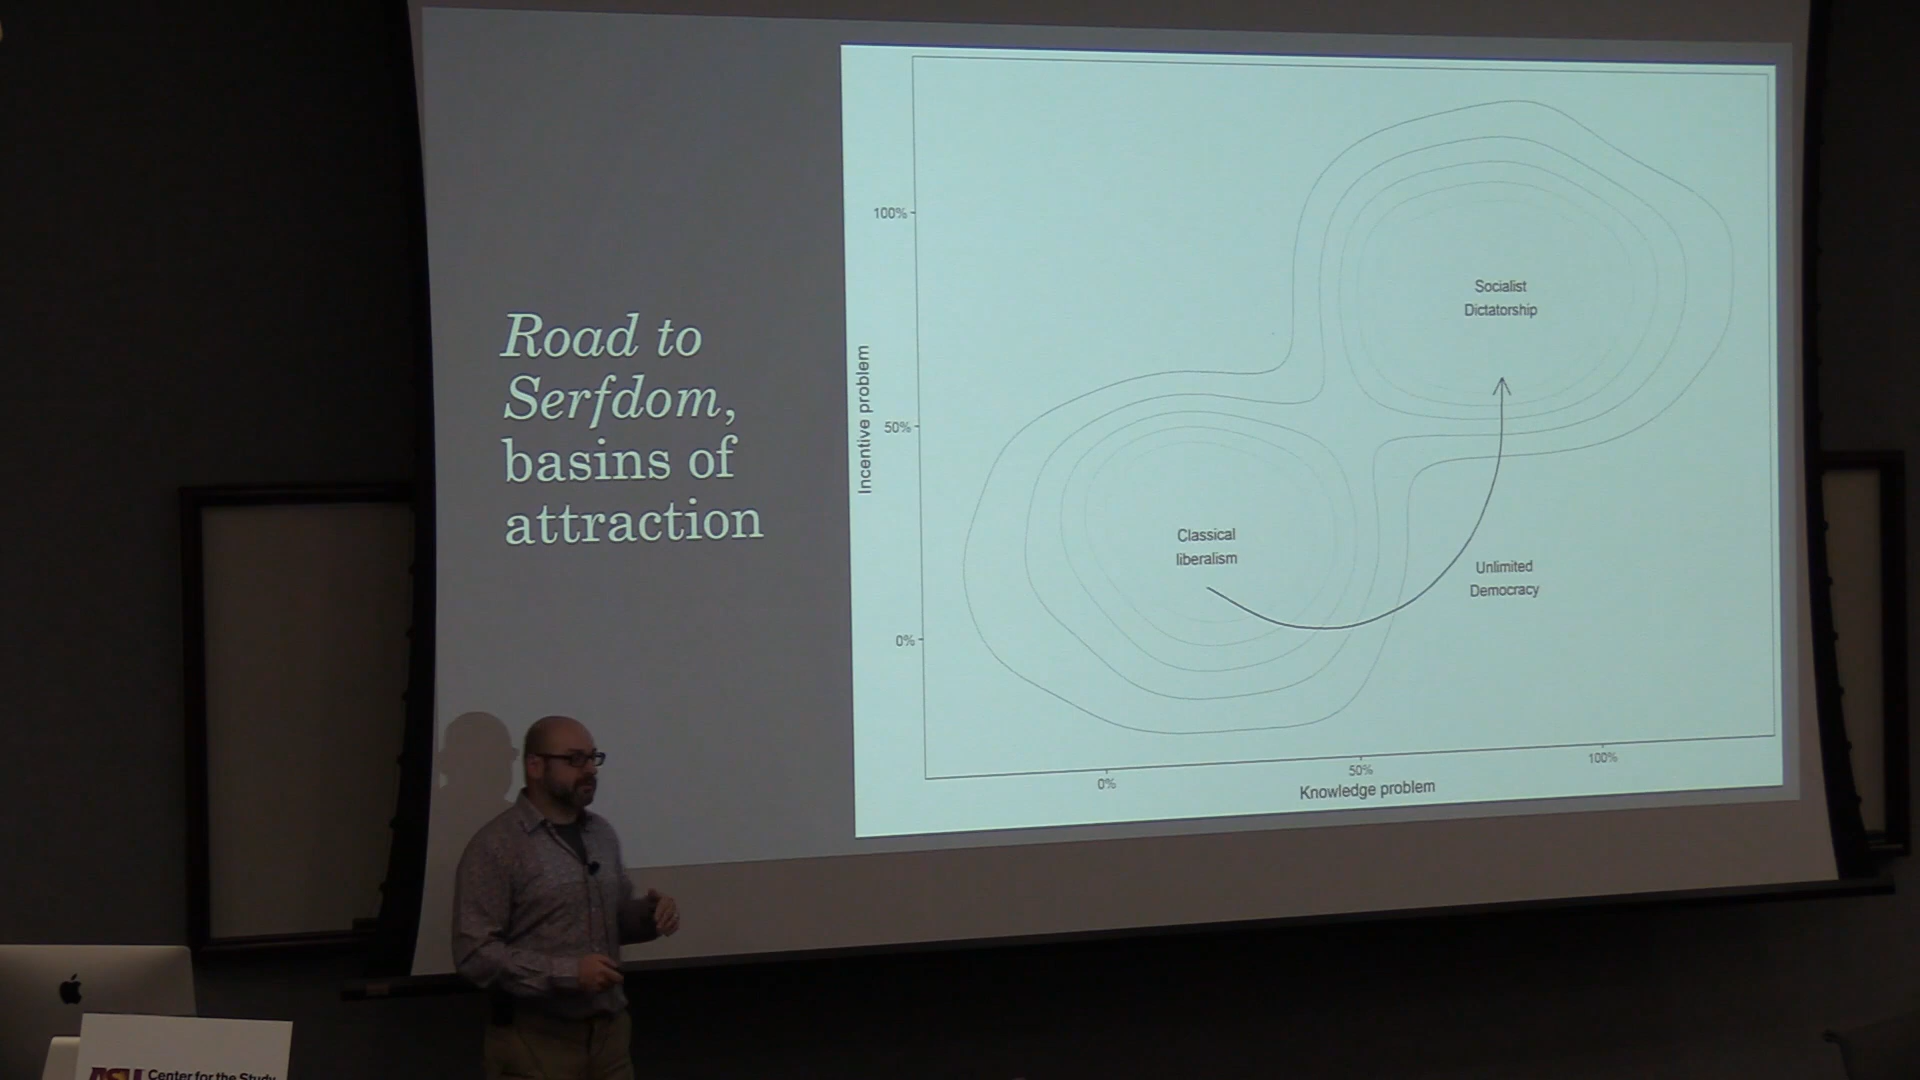 Road to
Serfdom,
basins of
attraction
Incentive problem
100%
50%
0%
Socialist
Dictatorship
Classical
liberalism
Unlimited
Democracy
0%
50%
100%
Knowledge problem
ASU Center for the Study